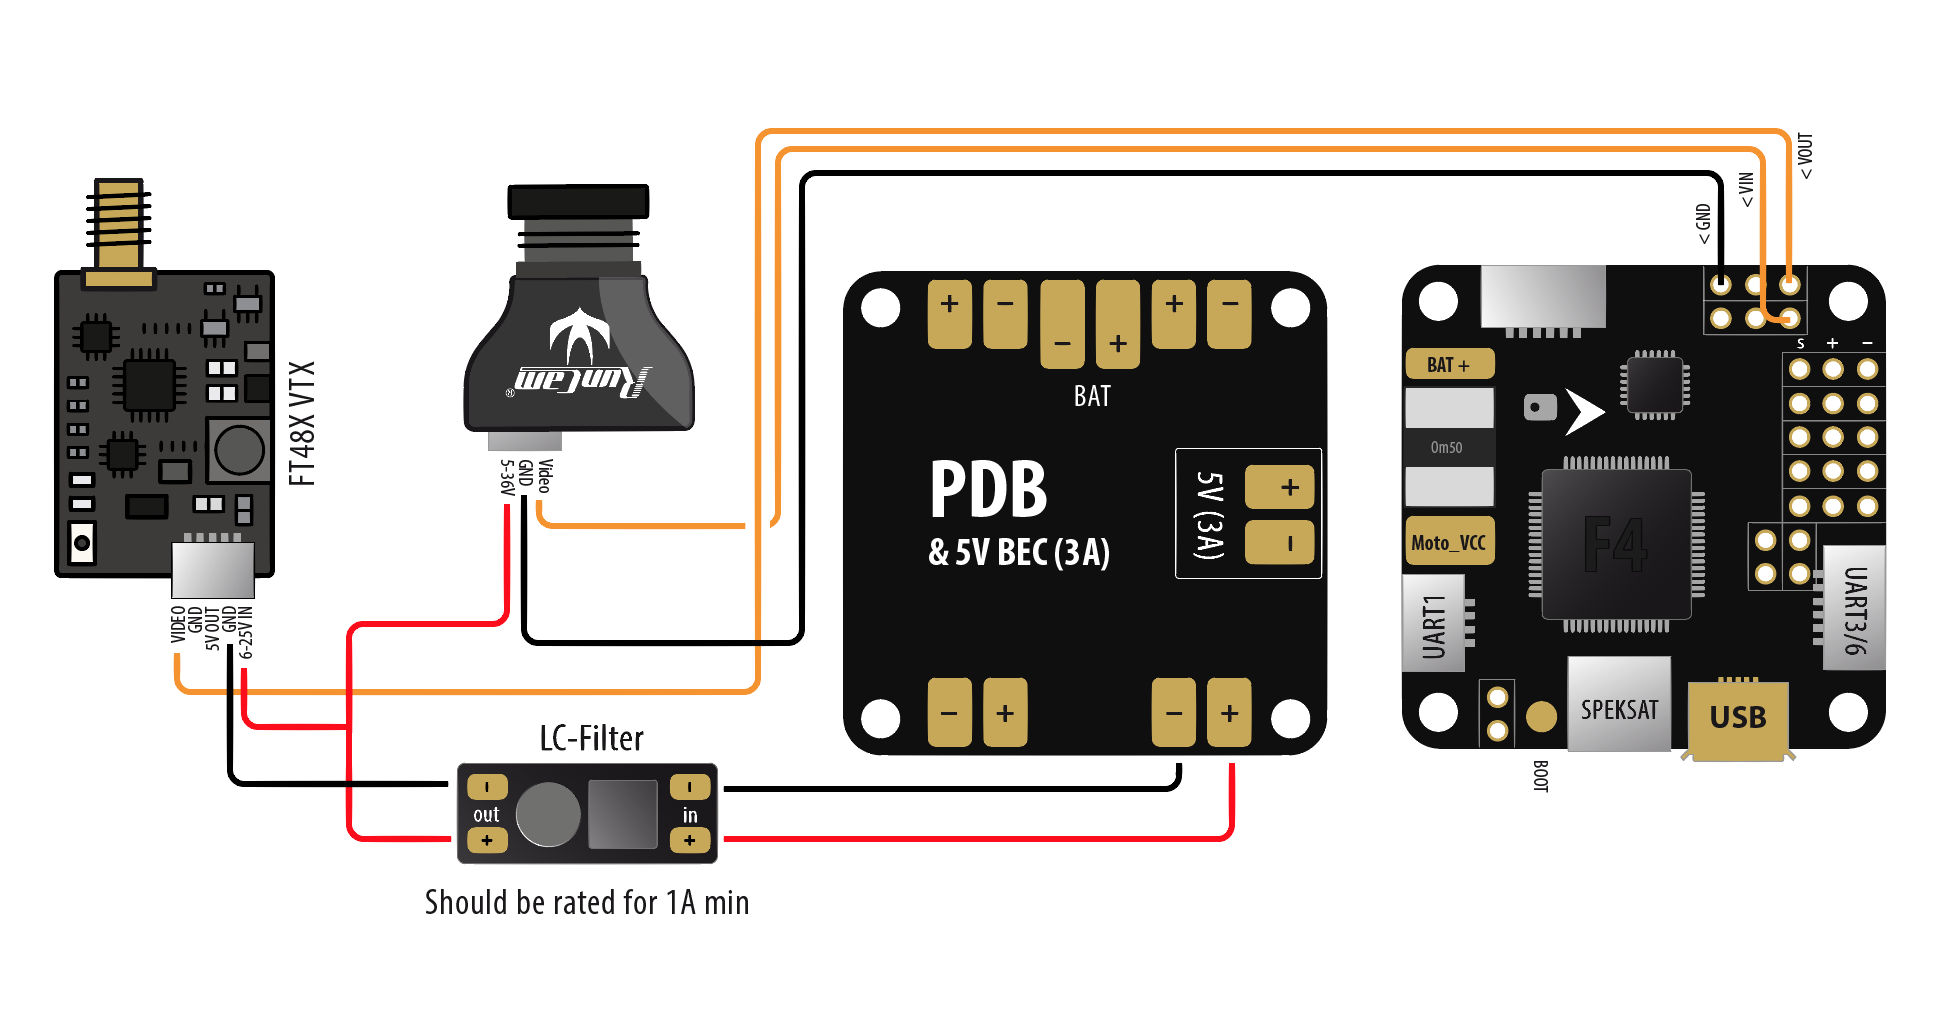 < VOUT
< VIN
< GND
FT48X VTX
VIDEO
GND
5V OUT
GND
6-25V IN
RunCam®
5-36V
GND
Video
+ − − + + −
BAT
PDB
& 5V BEC (3A)
5V (3A)
+
−
− +
− +
LC-Filter
−
out
+
−
in
+
Should be rated for 1A min
S + −
BAT +
0m50
Moto_VCC
F4
UART1
UART3/6
SPEKSAT
USB
BOOT